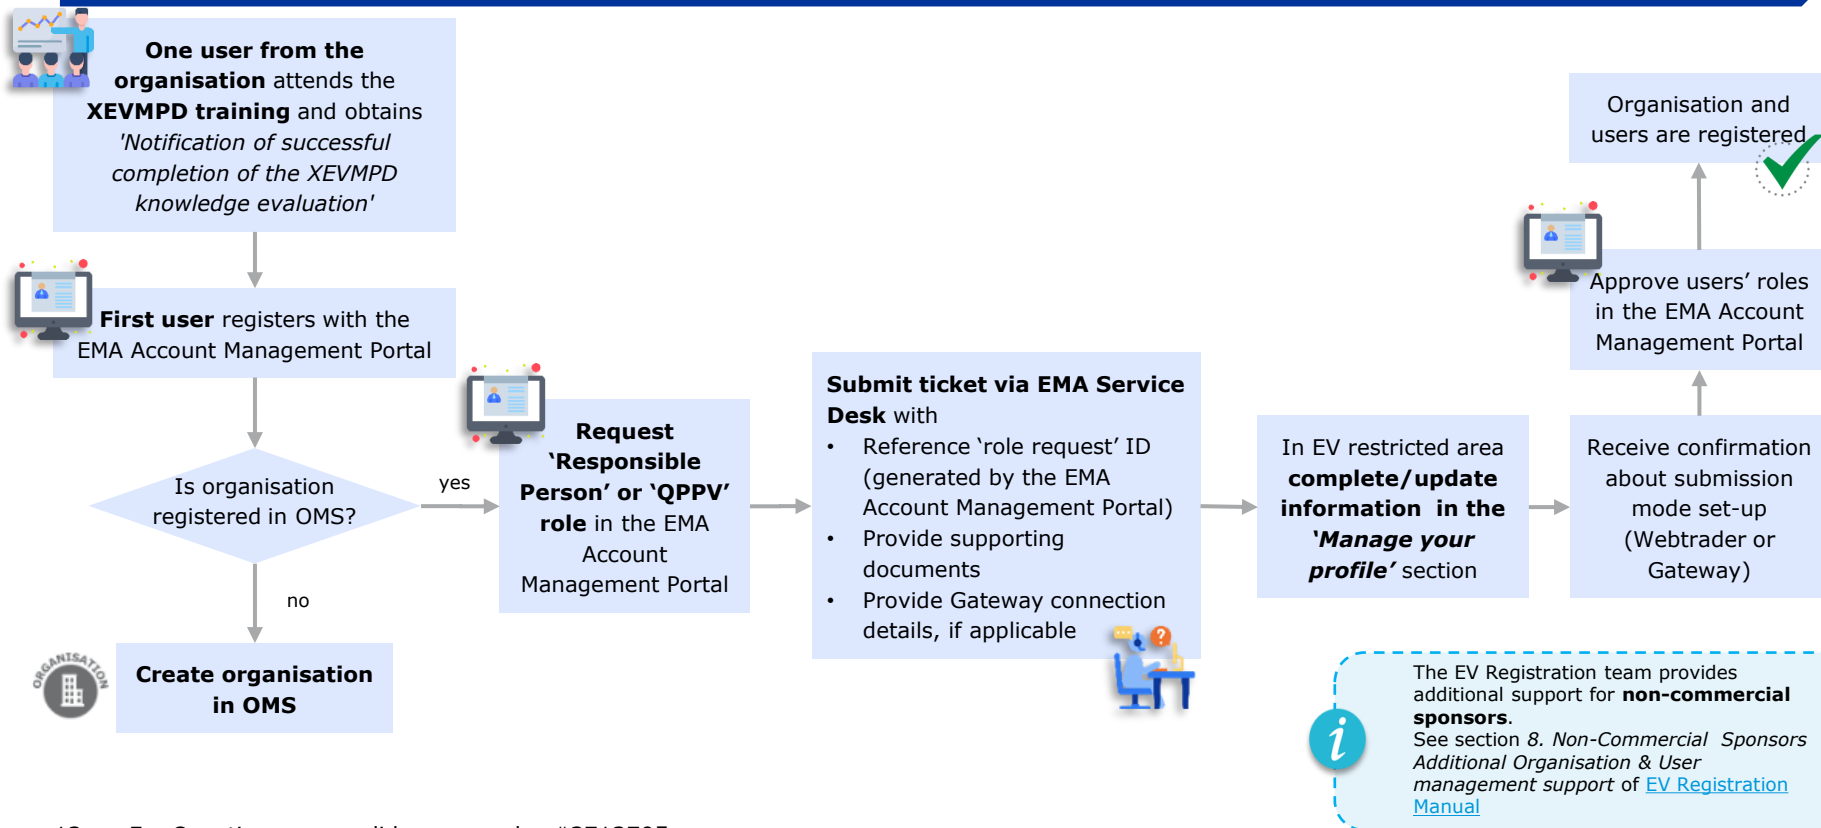 One user from the
organisation attends the
XEVMPD training and obtains
'Notification of successful
completion of the XEVMPD
knowledge evaluation'
First user registers with the
EMA Account Management Portal
Is organisation
registered in OMS?
yes
no
ORGANISATION
Create organisation
in OMS
Request
‘Responsible
Person’ or ‘QPPV’
role in the EMA
Account
Management Portal
Submit ticket via EMA Service
Desk with
• Reference ‘role request’ ID
(generated by the EMA
Account Management Portal)
• Provide supporting
documents
• Provide Gateway connection
details, if applicable
In EV restricted area
complete/update
information in the
‘Manage your
profile’ section
Receive confirmation
about submission
mode set-up
(Webtrader or
Gateway)
Approve users’ roles
in the EMA Account
Management Portal
Organisation and
users are registered
The EV Registration team provides
additional support for non-commercial
sponsors.
See section 8. Non-Commercial Sponsors
Additional Organisation & User
management support of EV Registration
Manual